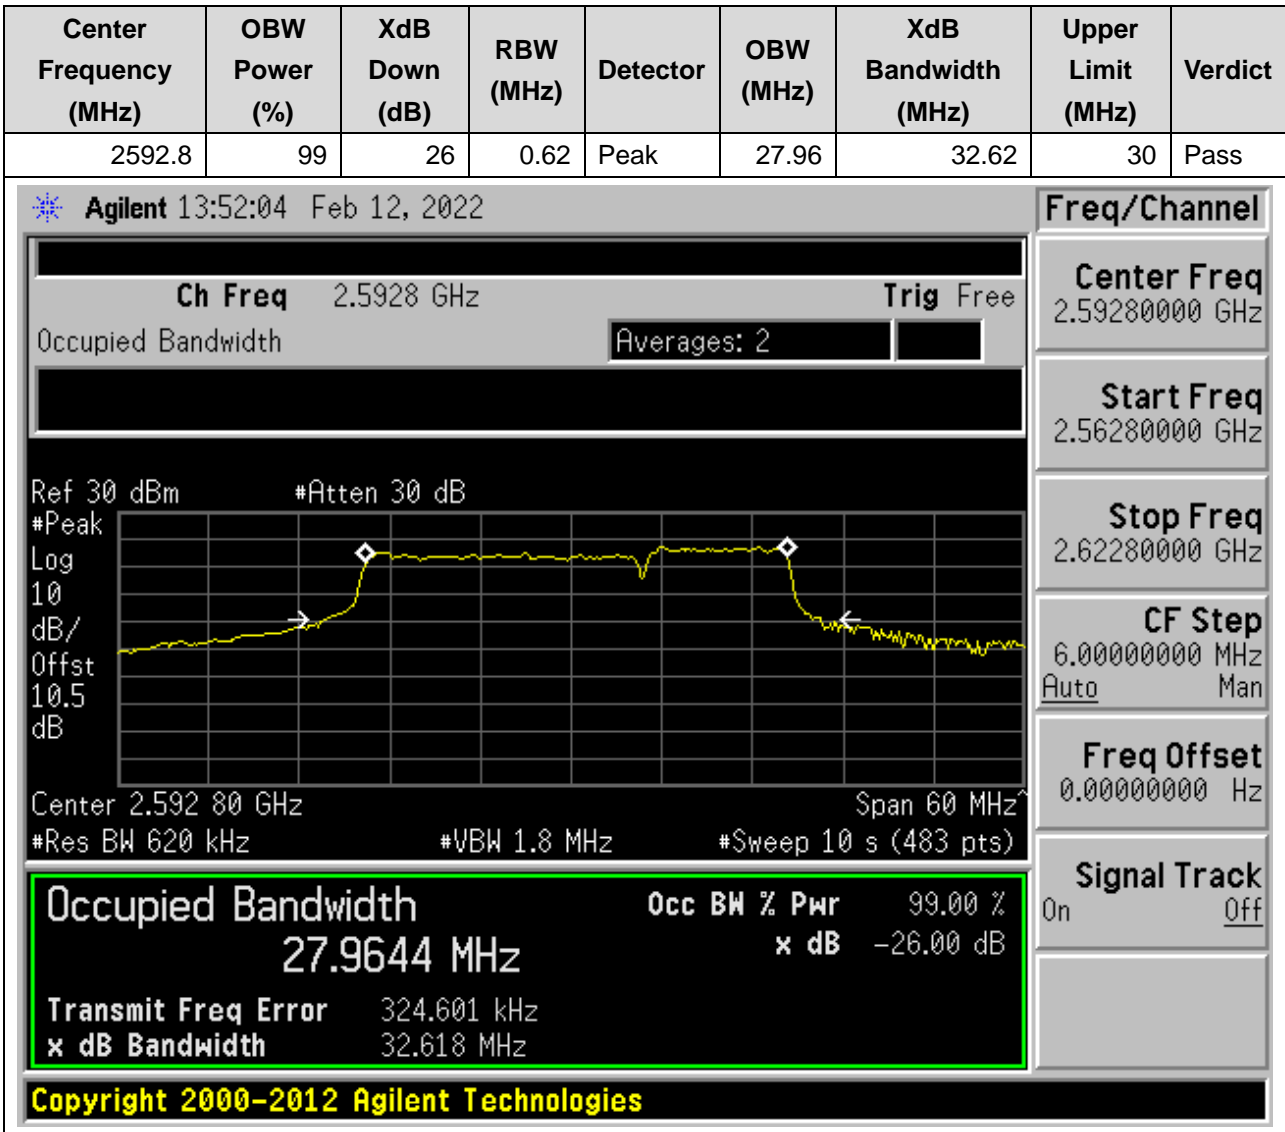 Center Frequency (MHz) OBW Power (%) XdB Down (dB) RBW (MHz) Detector OBW (MHz) XdB Bandwidth (MHz) Upper Limit (MHz) Verdict
2592.8 99 26 0.62 Peak 27.96 32.62 30 Pass
Agilent 13:52:04 Feb 12, 2022
Freq/Channel
Ch Freq 2.5928 GHz Trig Free
Occupied Bandwidth Averages: 2
Ref 30 dBm #Atten 30 dB
#Peak
Log
10
dB/
Offst
10.5
dB
Center 2.592 80 GHz Span 60 MHz^
#Res BW 620 kHz #VBW 1.8 MHz #Sweep 10 s (483 pts)
Occupied Bandwidth Occ BW % Pwr 99.00 %
27.9644 MHz x dB -26.00 dB
Transmit Freq Error 324.601 kHz
x dB Bandwidth 32.618 MHz
Center Freq
2.59280000 GHz
Start Freq
2.56280000 GHz
Stop Freq
2.62280000 GHz
CF Step
6.00000000 MHz
Auto Man
Freq Offset
0.00000000 Hz
Signal Track
On Off
Copyright 2000-2012 Agilent Technologies